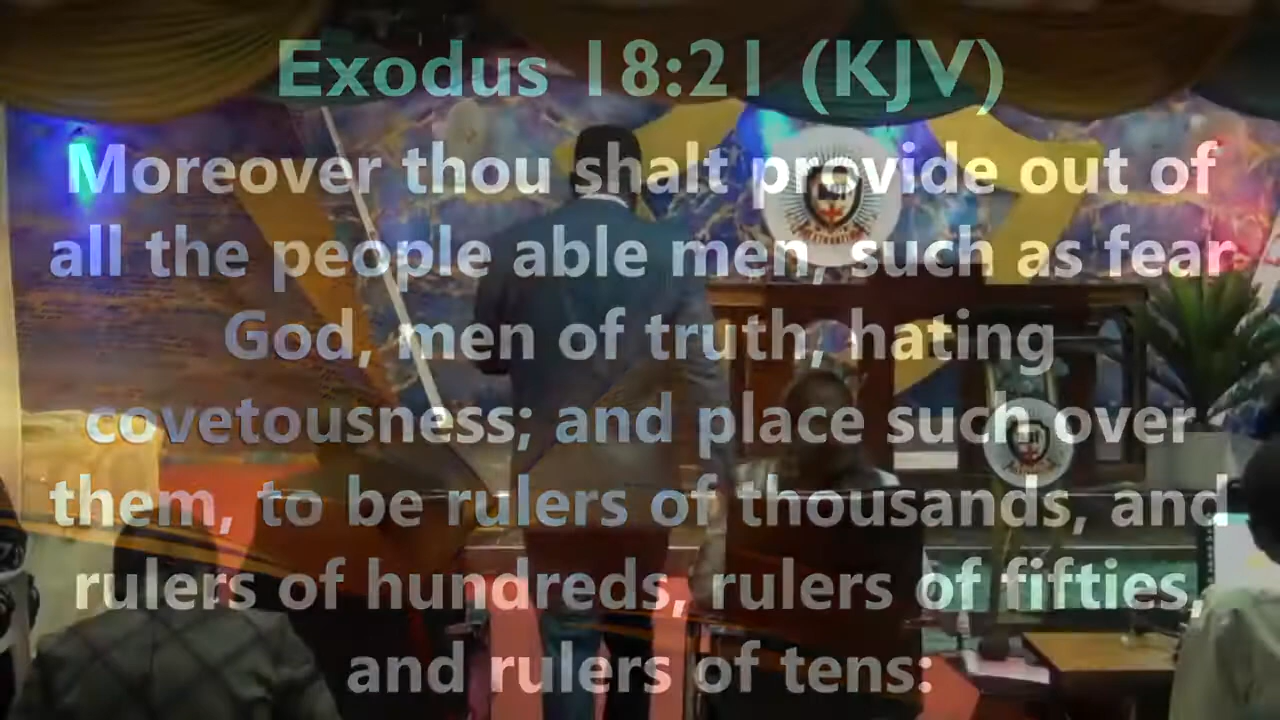 Exodus 18:21 (KJV)
Moreover thou shalt provide out of
all the people able men, such as fear
God, men of truth, hating
covetousness; and place such over
them, to be rulers of thousands, and
rulers of hundreds, rulers of fifties,
and rulers of tens: